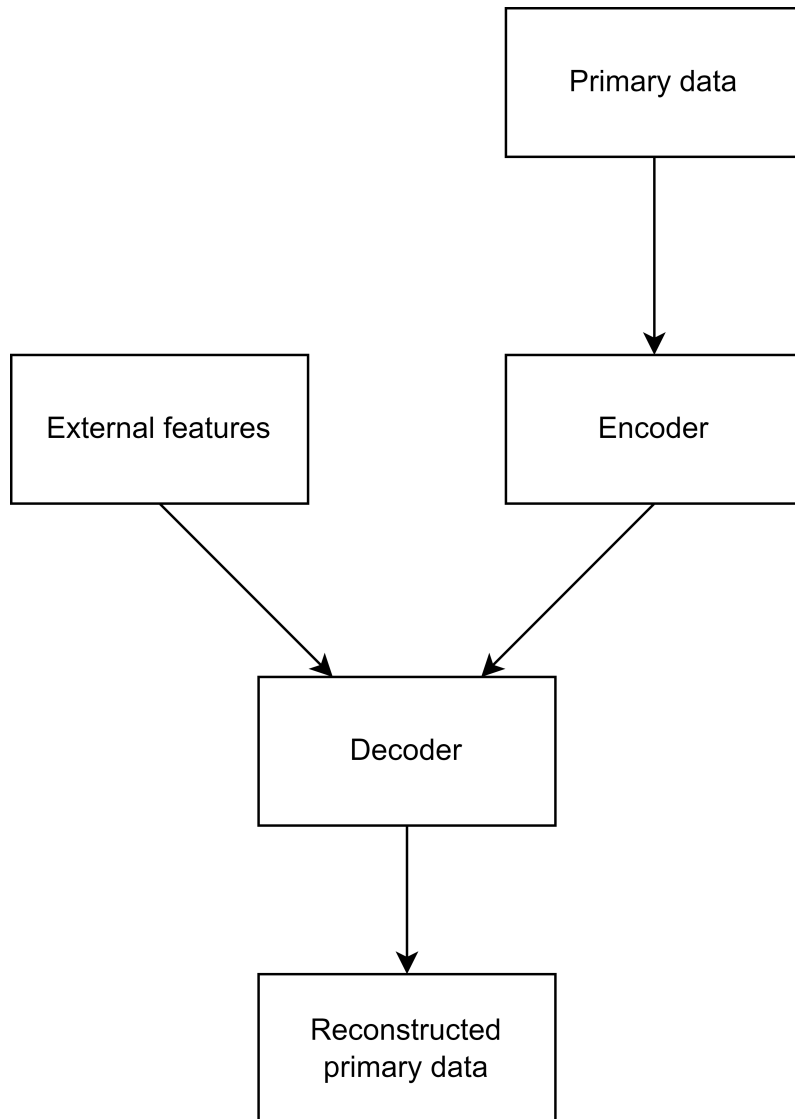 Primary data
External features
Encoder
Decoder
Reconstructed
primary data